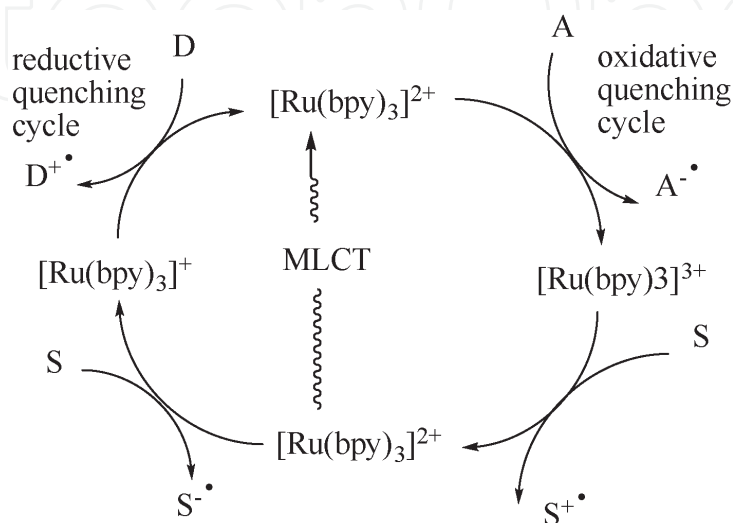 D
A
reductive
quenching
cycle
[Ru(bpy)₃]²⁺
oxidative
quenching
cycle
D⁺•
A⁻•
[Ru(bpy)₃]⁺
MLCT
[Ru(bpy)3]³⁺
S
S
[Ru(bpy)₃]²⁺
S⁻•
S⁺•